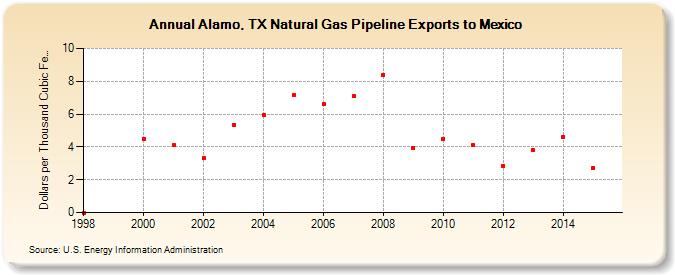 Annual Alamo, TX Natural Gas Pipeline Exports to Mexico
Dollars per Thousand Cubic Fe...
10
8
6
4
2
0
1998 2000 2002 2004 2006 2008 2010 2012 2014
Source: U.S. Energy Information Administration